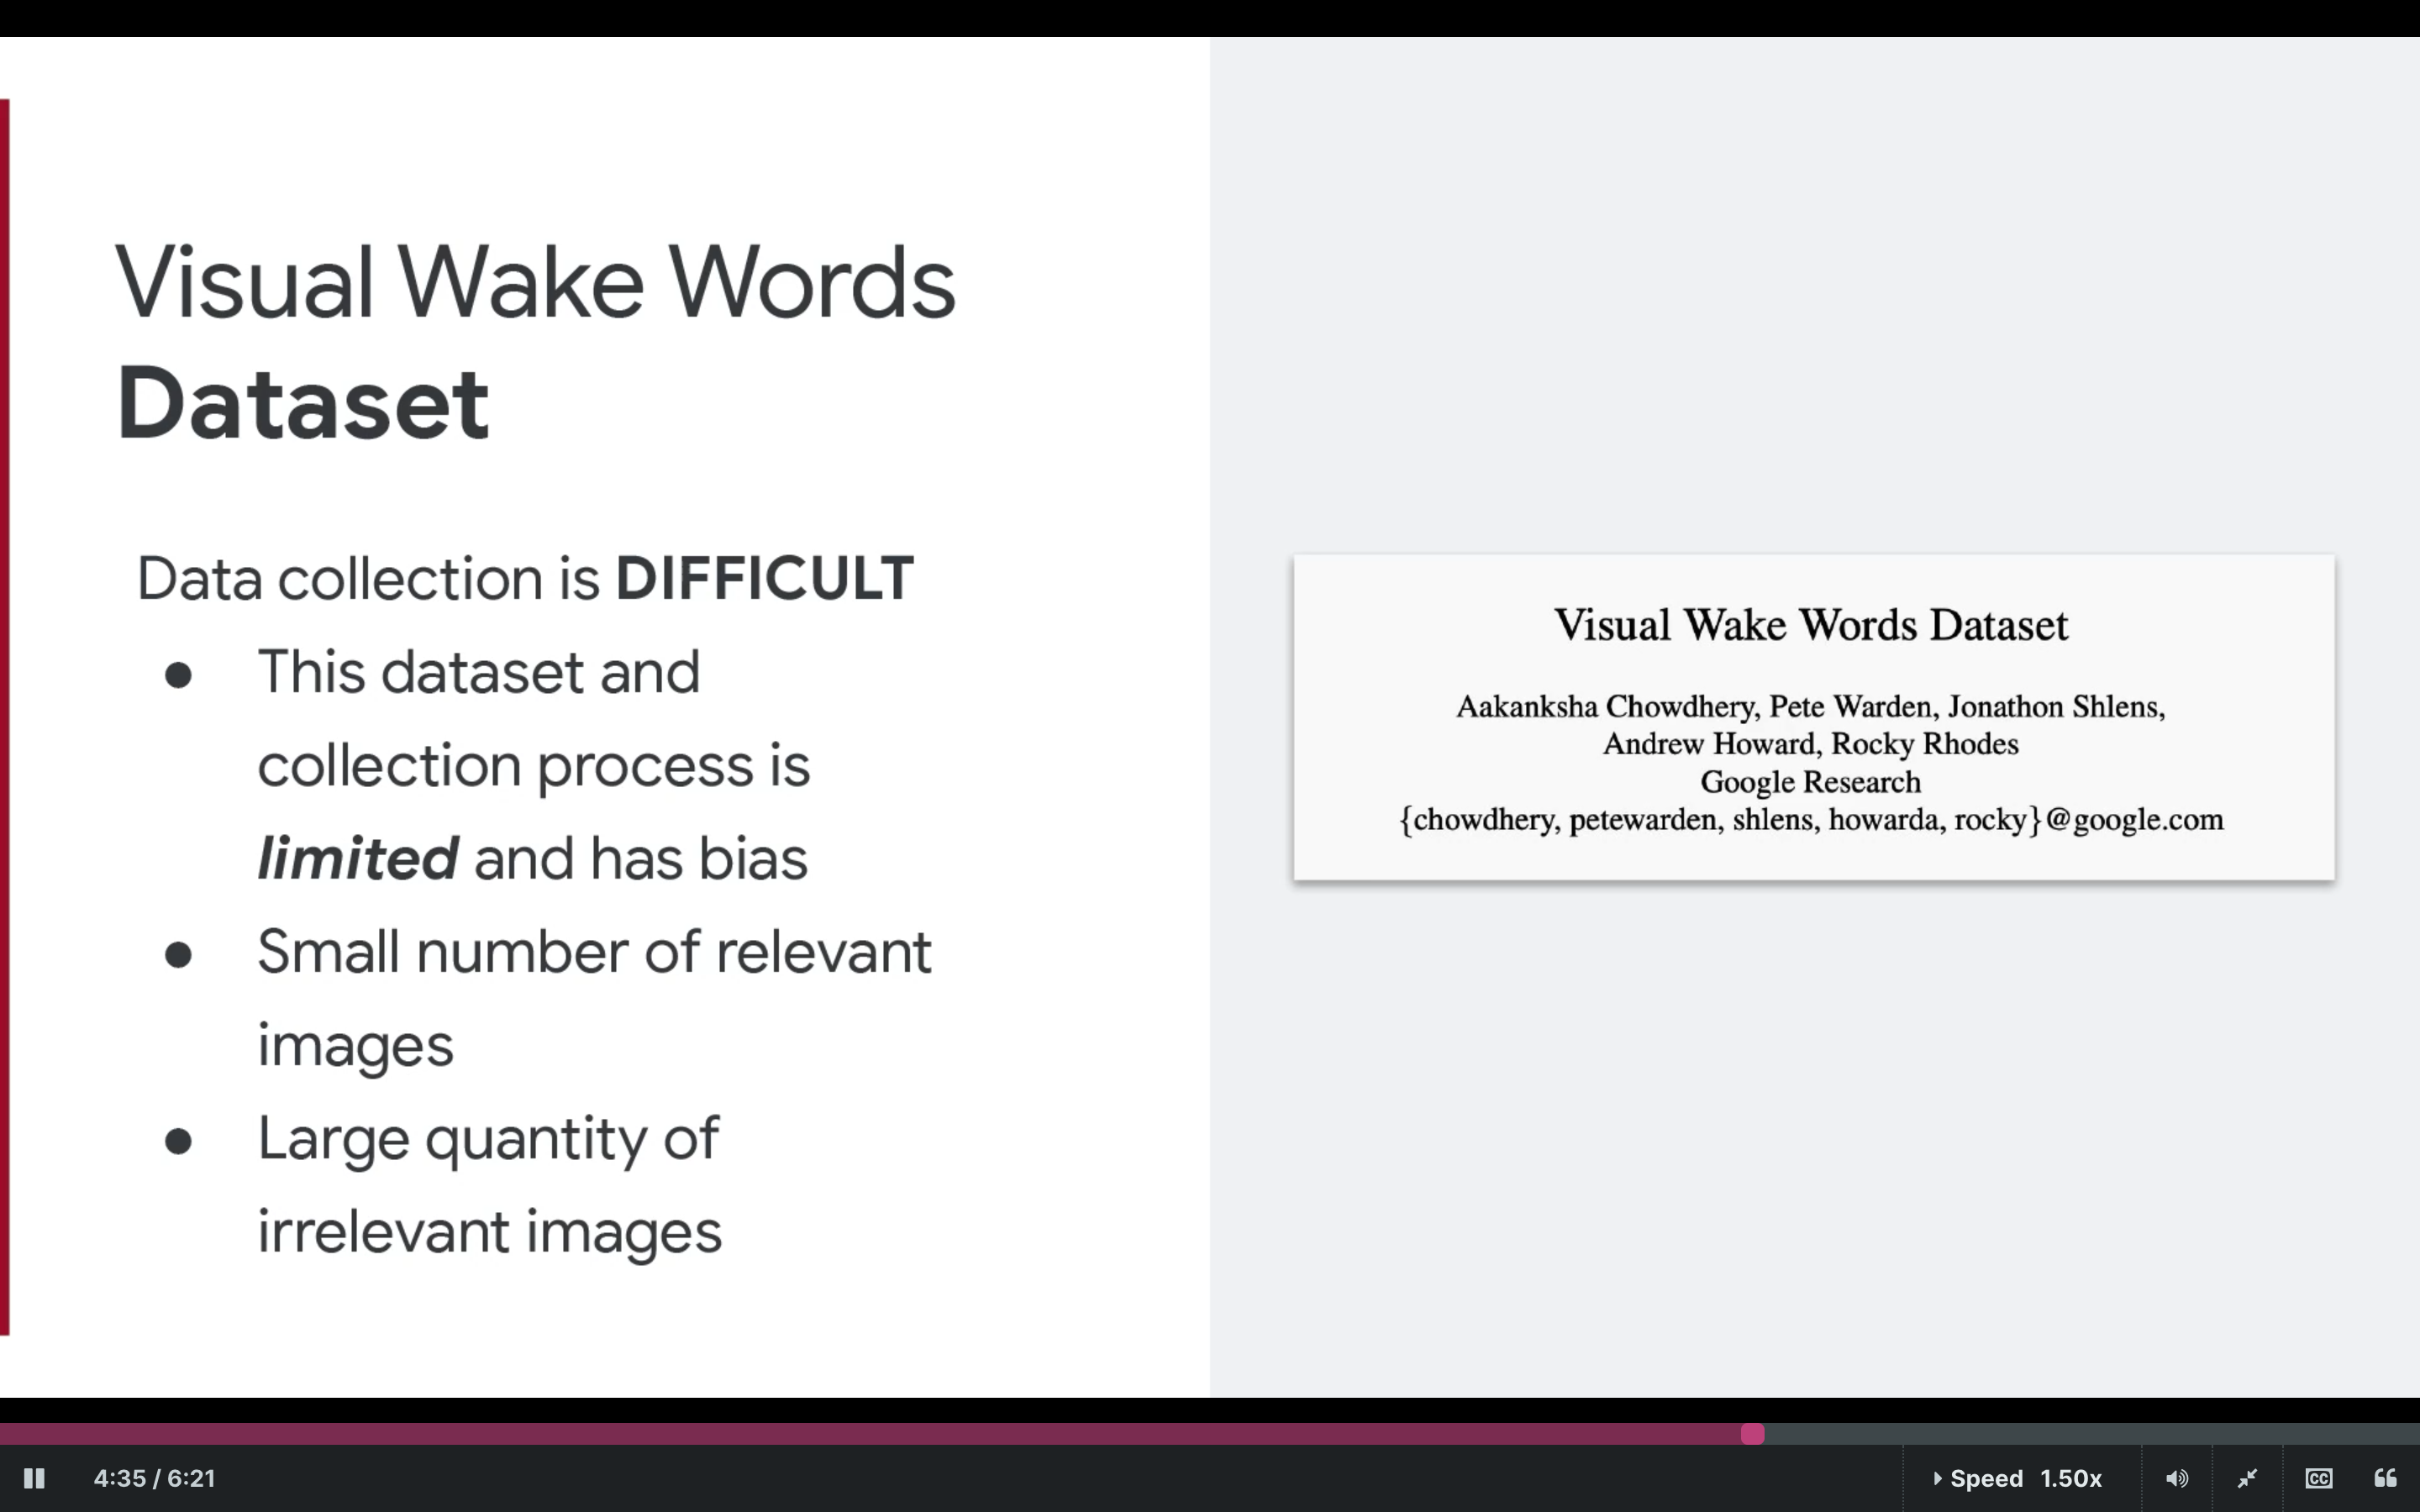 Visual Wake Words
Dataset
Data collection is DIFFICULT
● This dataset and
collection process is
limited and has bias
● Small number of relevant
images
● Large quantity of
irrelevant images
Visual Wake Words Dataset
Aakanksha Chowdhery, Pete Warden, Jonathon Shlens,
Andrew Howard, Rocky Rhodes
Google Research
{chowdhery, petewarden, shlens, howarda, rocky}@google.com
4:35 / 6:21
Speed 1.50x
CC